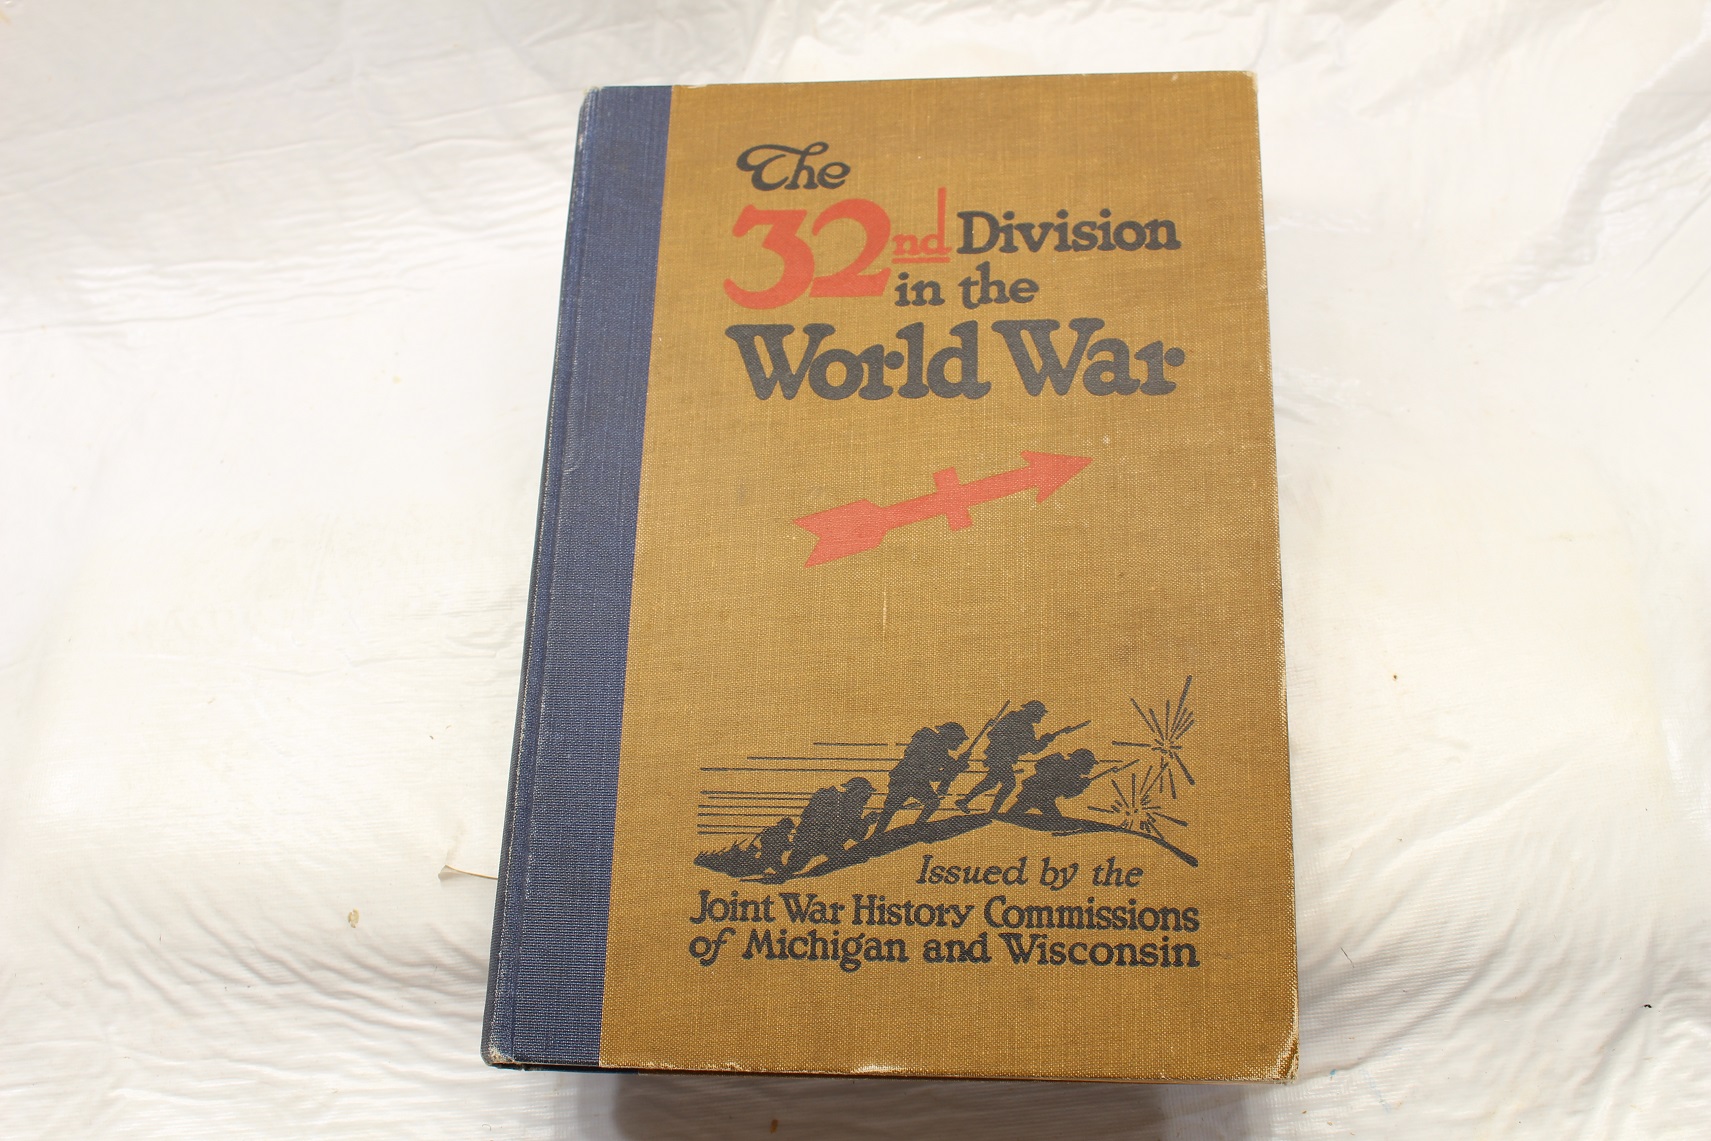 The
32nd Division
in the
World War
Issued by the
Joint War History Commissions
of Michigan and Wisconsin